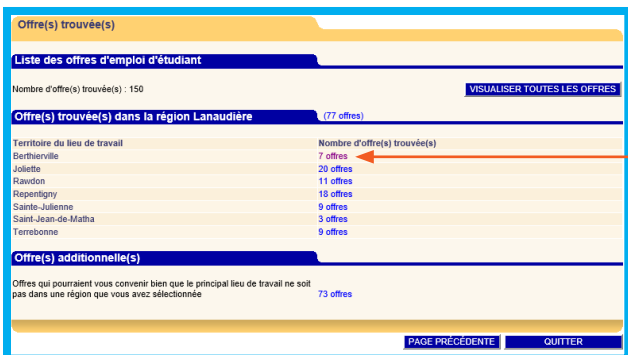 Offre(s) trouvée(s)
Liste des offres d'emploi d'étudiant
Nombre d'offre(s) trouvée(s) : 150
VISUALISER TOUTES LES OFFRES
Offre(s) trouvée(s) dans la région Lanaudière (77 offres)
Territoire du lieu de travail Nombre d'offre(s) trouvée(s)
Berthierville 7 offres
Joliette 20 offres
Rawdon 11 offres
Repentigny 18 offres
Sainte-Julienne 9 offres
Saint-Jean-de-Matha 3 offres
Terrebonne 9 offres
Offre(s) additionnelle(s)
Offres qui pourraient vous convenir bien que le principal lieu de travail ne soit
pas dans une région que vous avez sélectionnée 73 offres
PAGE PRÉCÉDENTE QUITTER